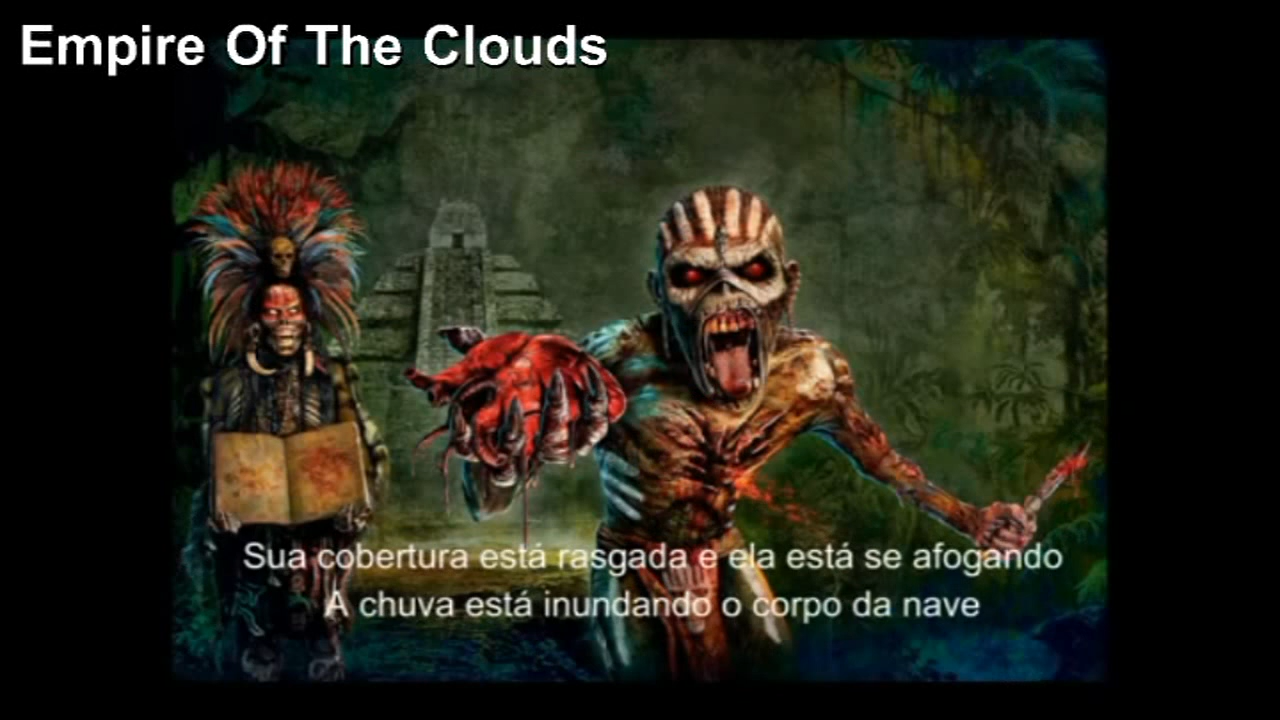 Empire Of The Clouds
Sua cobertura está rasgada e ela está se afogando
A chuva está inundando o corpo da nave